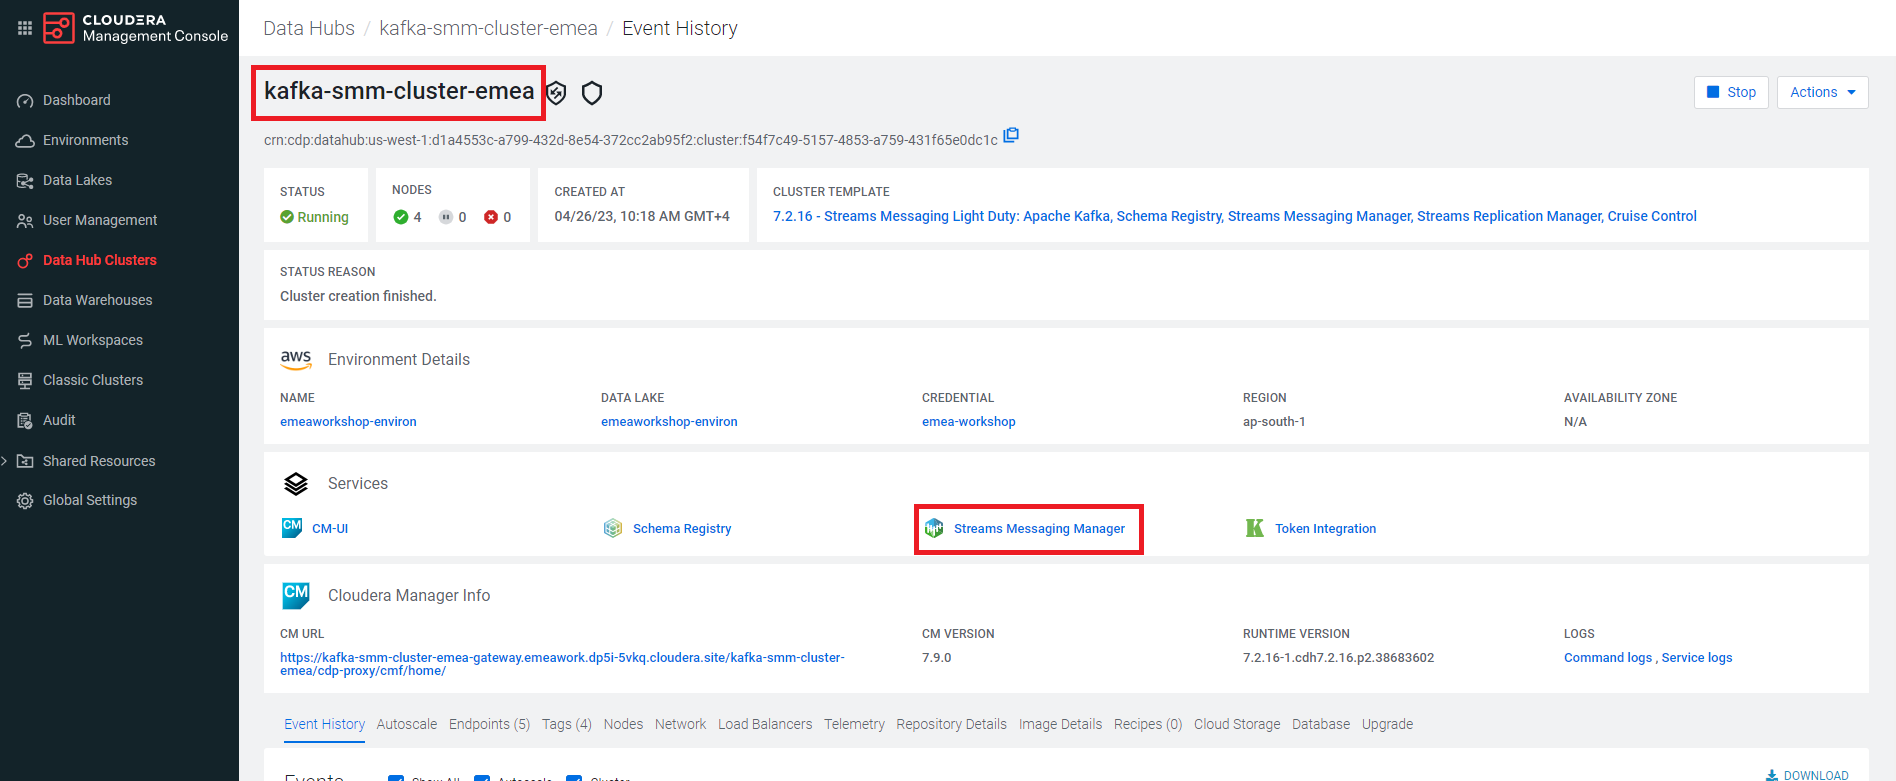 CLOUDERA
Management Console
Dashboard
Environments
Data Lakes
User Management
Data Hub Clusters
Data Warehouses
ML Workspaces
Classic Clusters
Audit
Shared Resources
Global Settings
Data Hubs / kafka-smm-cluster-emea / Event History
kafka-smm-cluster-emea
Stop
Actions
crn:cdp:datahub:us-west-1:d1a4553c-a799-432d-8e54-372cc2ab95f2:cluster:f54f7c49-5157-4853-a759-431f65e0dc1c
STATUS
Running
NODES
4 0 0
CREATED AT
04/26/23, 10:18 AM GMT+4
CLUSTER TEMPLATE
7.2.16 - Streams Messaging Light Duty: Apache Kafka, Schema Registry, Streams Messaging Manager, Streams Replication Manager, Cruise Control
STATUS REASON
Cluster creation finished.
aws Environment Details
NAME
emeaworkshop-environ
DATA LAKE
emeaworkshop-environ
CREDENTIAL
emea-workshop
REGION
ap-south-1
AVAILABILITY ZONE
N/A
Services
CM CM-UI
Schema Registry
Streams Messaging Manager
K Token Integration
CM Cloudera Manager Info
CM URL
https://kafka-smm-cluster-emea-gateway.emeawork.dp5i-5vkq.cloudera.site/kafka-smm-cluster-
emea/cdp-proxy/cmf/home/
CM VERSION
7.9.0
RUNTIME VERSION
7.2.16-1.cdh7.2.16.p2.38683602
LOGS
Command logs , Service logs
Event History Autoscale Endpoints (5) Tags (4) Nodes Network Load Balancers Telemetry Repository Details Image Details Recipes (0) Cloud Storage Database Upgrade
Events Show All Autoscale Cluster
DOWNLOAD